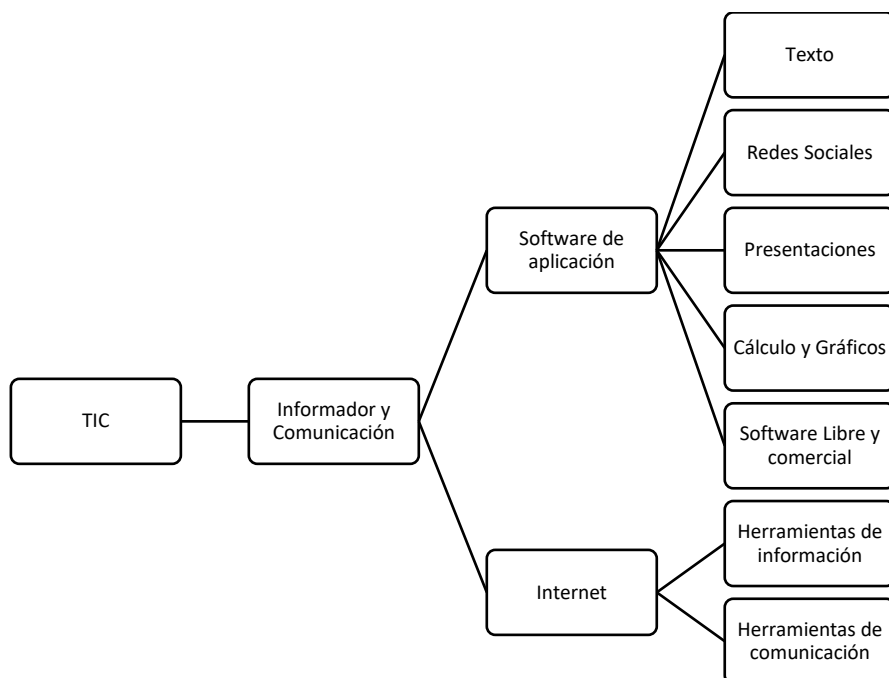 Texto
Redes Sociales
Software de
aplicación
Presentaciones
Cálculo y Gráficos
TIC
Informador y
Comunicación
Software Libre y
comercial
Internet
Herramientas de
información
Herramientas de
comunicación